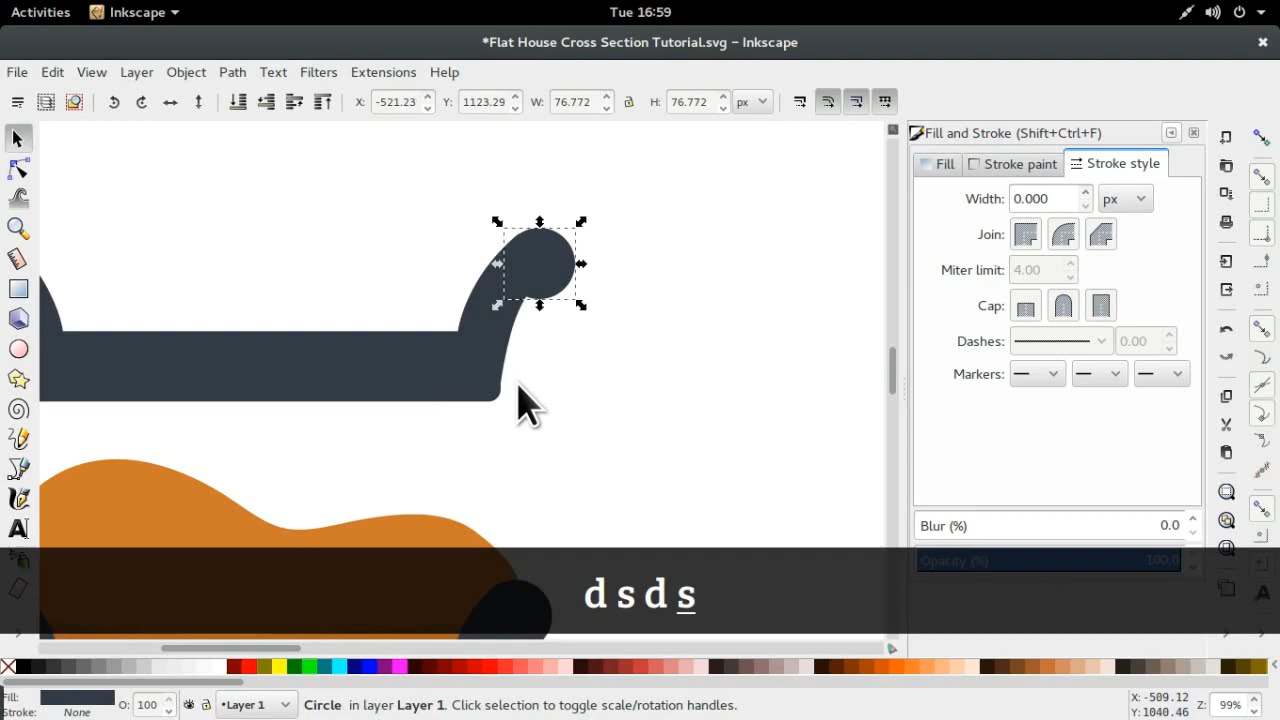 Activities Inkscape Tue 16:59
*Flat House Cross Section Tutorial.svg – Inkscape
File Edit View Layer Object Path Text Filters Extensions Help
X: -521.23 Y: 1123.29 W: 76.772 H: 76.772 px
Fill and Stroke (Shift+Ctrl+F)
Fill Stroke paint Stroke style
Width: 0.000 px
Join:
Miter limit: 4.00
Cap:
Dashes: 0.00
Markers:
Blur (%) 0.0
Opacity (%) 100.0
d s d s
Fill:
Stroke: None
O: 100
•Layer 1
Circle in layer Layer 1. Click selection to toggle scale/rotation handles.
X: -509.12
Y: 1040.46
Z: 99%